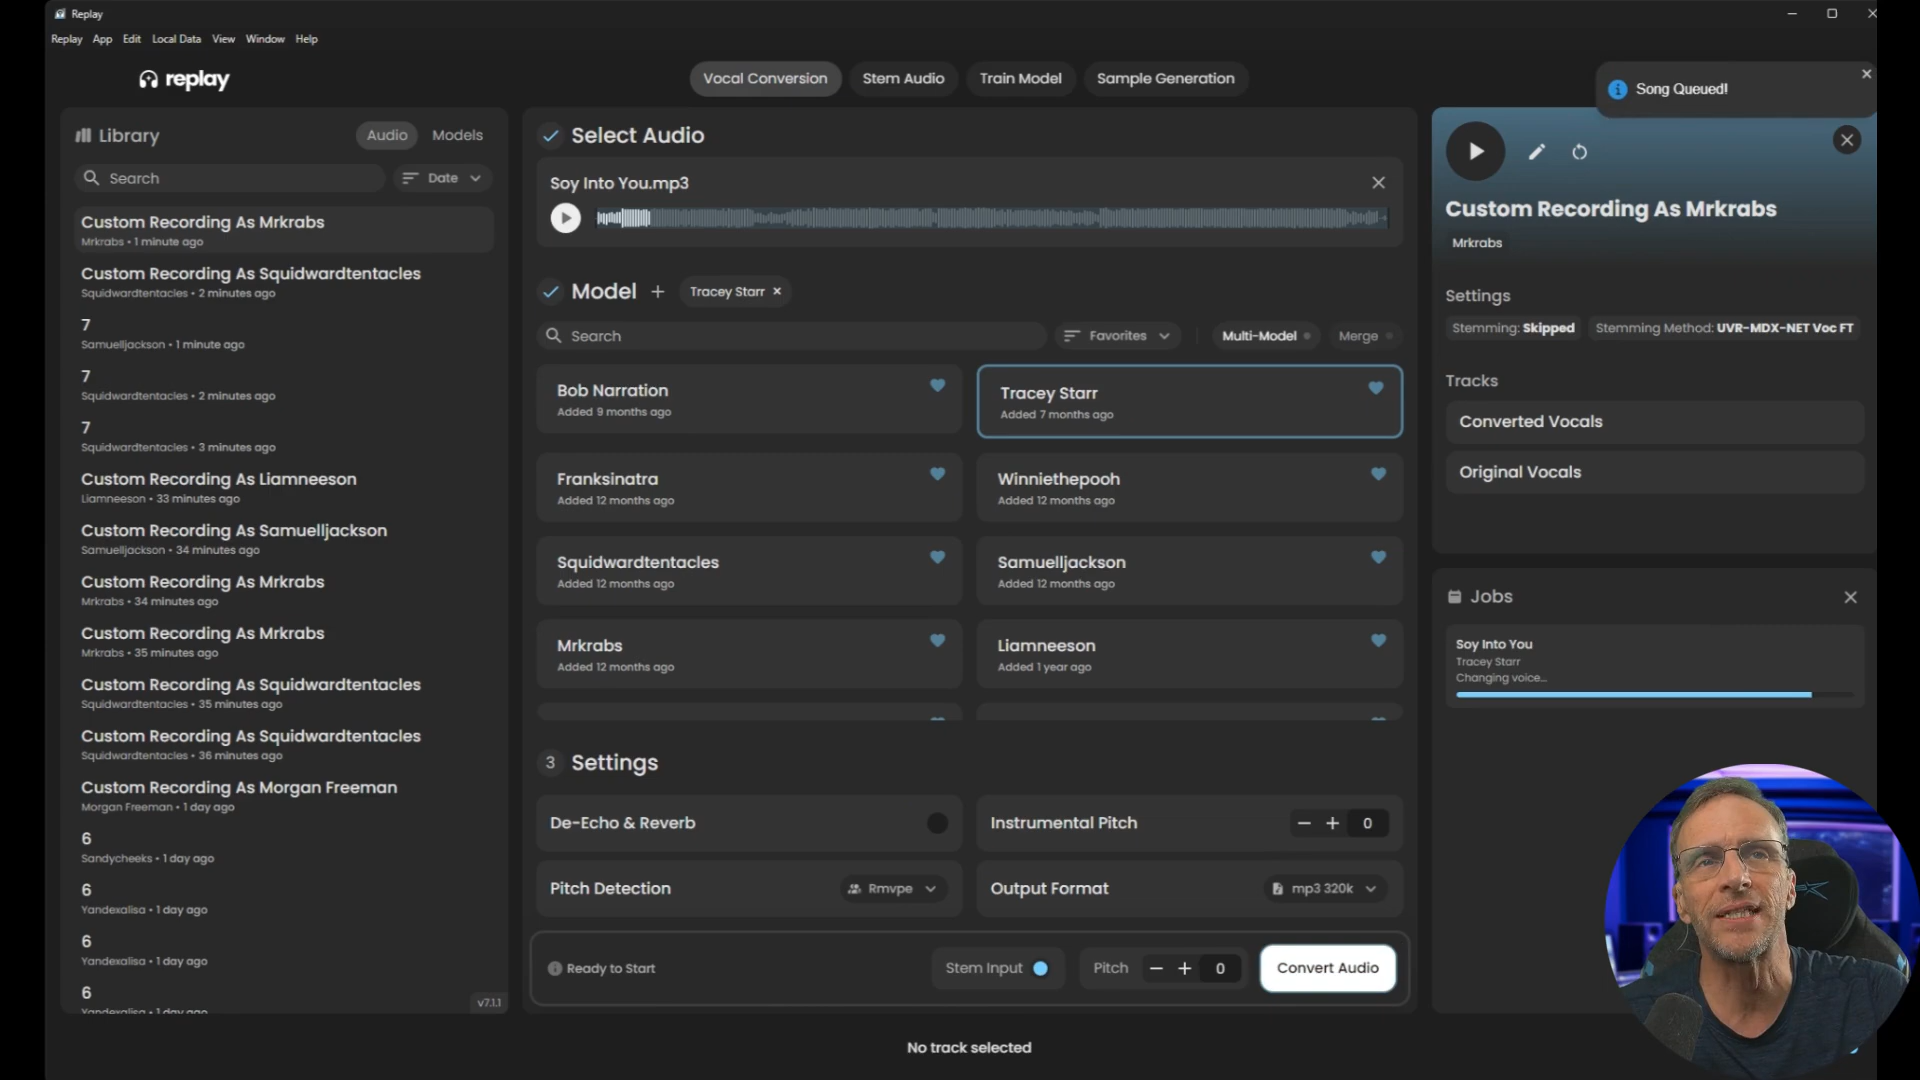 Replay
Replay App Edit Local Data View Window Help
replay
Vocal Conversion
Stem Audio
Train Model
Sample Generation
Song Queued!
Library
Audio
Models
Search
Date
Custom Recording As Mrkrabs
Mrkrabs • 1 minute ago
Custom Recording As Squidwardtentacles
Squidwardtentacles • 2 minutes ago
7
Samuelljackson • 1 minute ago
7
Squidwardtentacles • 2 minutes ago
7
Squidwardtentacles • 3 minutes ago
Custom Recording As Liamneeson
Liamneeson • 33 minutes ago
Custom Recording As Samuelljackson
Samuelljackson • 34 minutes ago
Custom Recording As Mrkrabs
Mrkrabs • 34 minutes ago
Custom Recording As Mrkrabs
Mrkrabs • 35 minutes ago
Custom Recording As Squidwardtentacles
Squidwardtentacles • 35 minutes ago
Custom Recording As Squidwardtentacles
Squidwardtentacles • 36 minutes ago
Custom Recording As Morgan Freeman
Morgan Freeman • 1 day ago
6
Sandycheeks • 1 day ago
6
Yandexalisa • 1 day ago
6
Yandexalisa • 1 day ago
6
Yandexalisa • 1 day ago
v7.1.1
Select Audio
Soy Into You.mp3
Model
Tracey Starr
Search
Favorites
Multi-Model
Merge
Bob Narration
Added 9 months ago
Tracey Starr
Added 7 months ago
Franksinatra
Added 12 months ago
Winniethepooh
Added 12 months ago
Squidwardtentacles
Added 12 months ago
Samuelljackson
Added 12 months ago
Mrkrabs
Added 12 months ago
Liamneeson
Added 1 year ago
3 Settings
De-Echo & Reverb
Instrumental Pitch
0
Pitch Detection
Rmvpe
Output Format
mp3 320k
Ready to Start
Stem Input
Pitch
0
Convert Audio
No track selected
Custom Recording As Mrkrabs
Mrkrabs
Settings
Stemming: Skipped
Stemming Method: UVR-MDX-NET Voc FT
Tracks
Converted Vocals
Original Vocals
Jobs
Soy Into You
Tracey Starr
Changing voice...